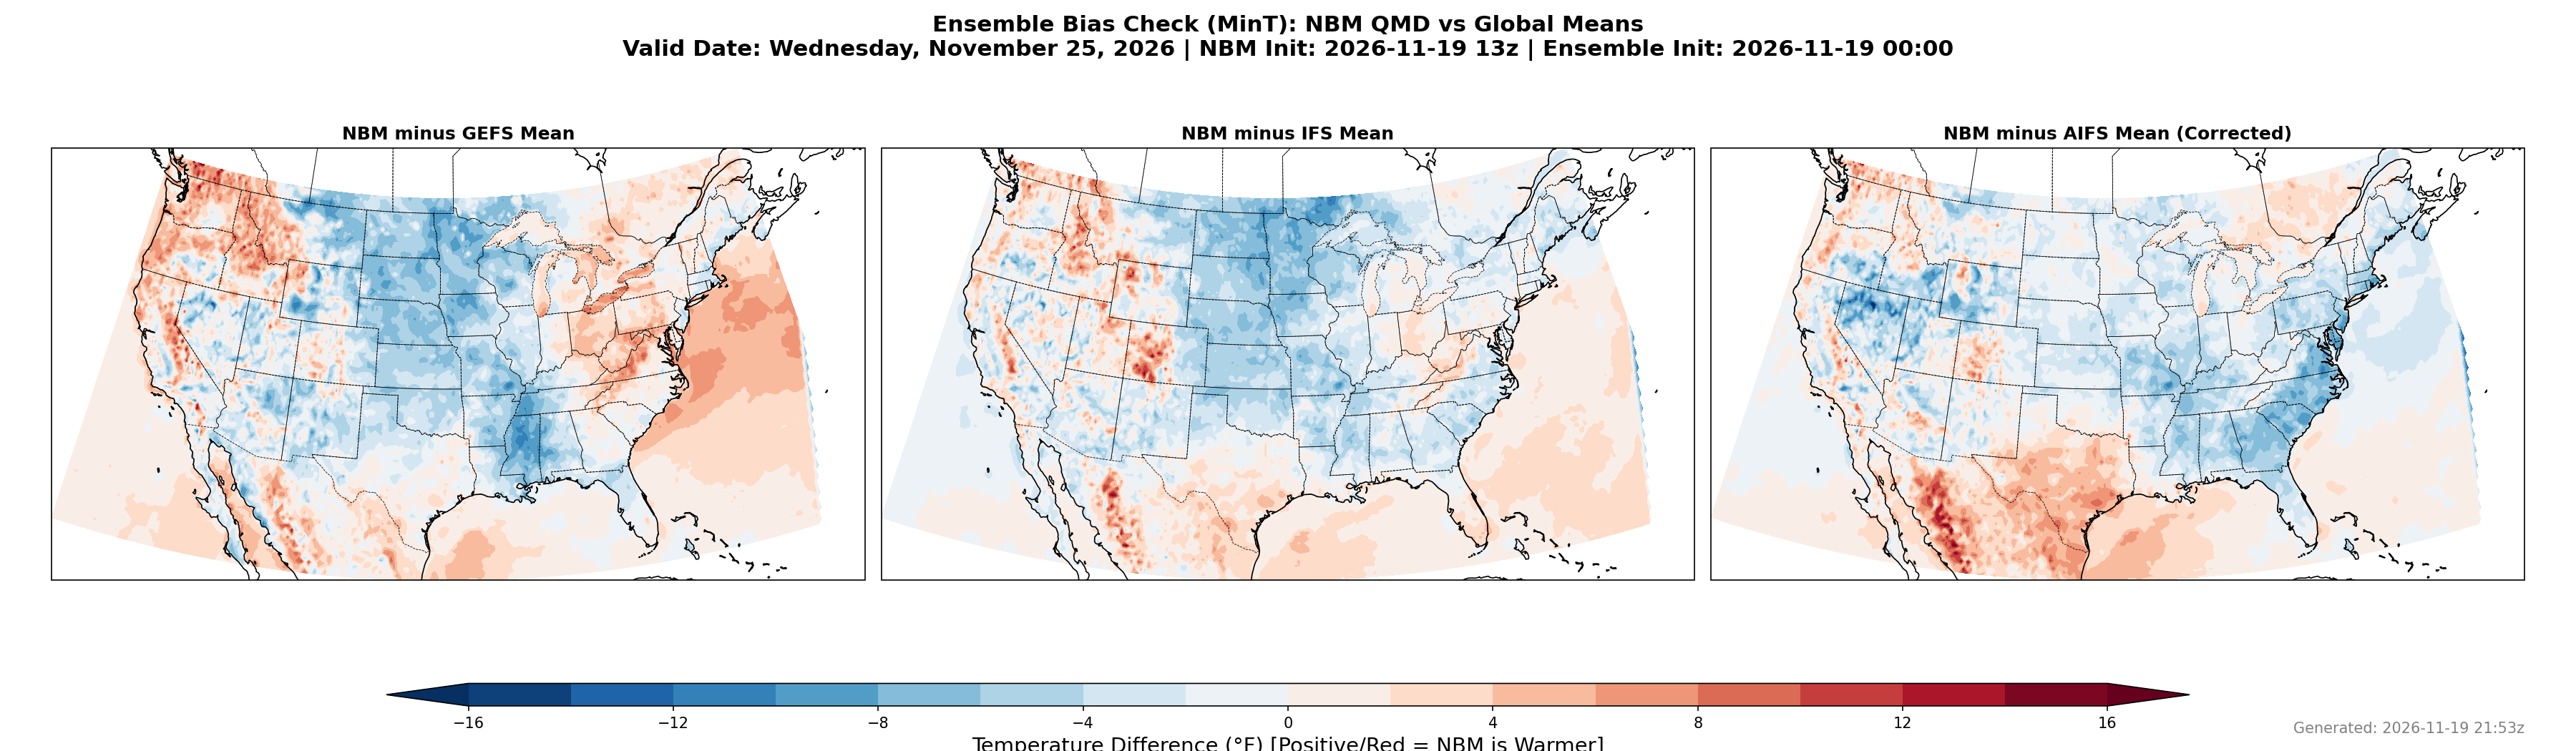 Ensemble Bias Check (MinT): NBM QMD vs Global Means
Valid Date: Wednesday, November 25, 2026 | NBM Init: 2026-11-19 13z | Ensemble Init: 2026-11-19 00:00
NBM minus GEFS Mean
NBM minus IFS Mean
NBM minus AIFS Mean (Corrected)
−16 −12 −8 −4 0 4 8 12 16
Temperature Difference (°F) [Positive/Red = NBM is Warmer]
Generated: 2026-11-19 21:53z